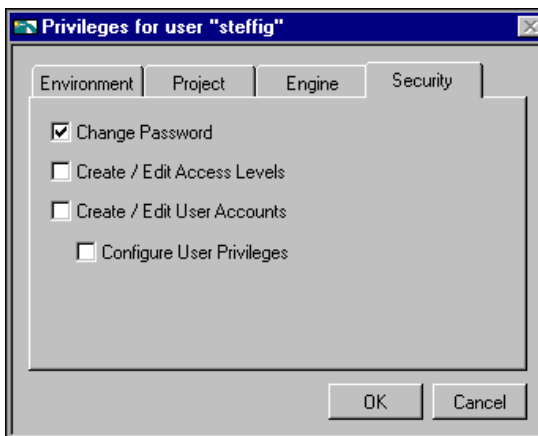 Privileges for user "steffig"
Environment Project Engine Security
Change Password
Create / Edit Access Levels
Create / Edit User Accounts
Configure User Privileges
OK Cancel